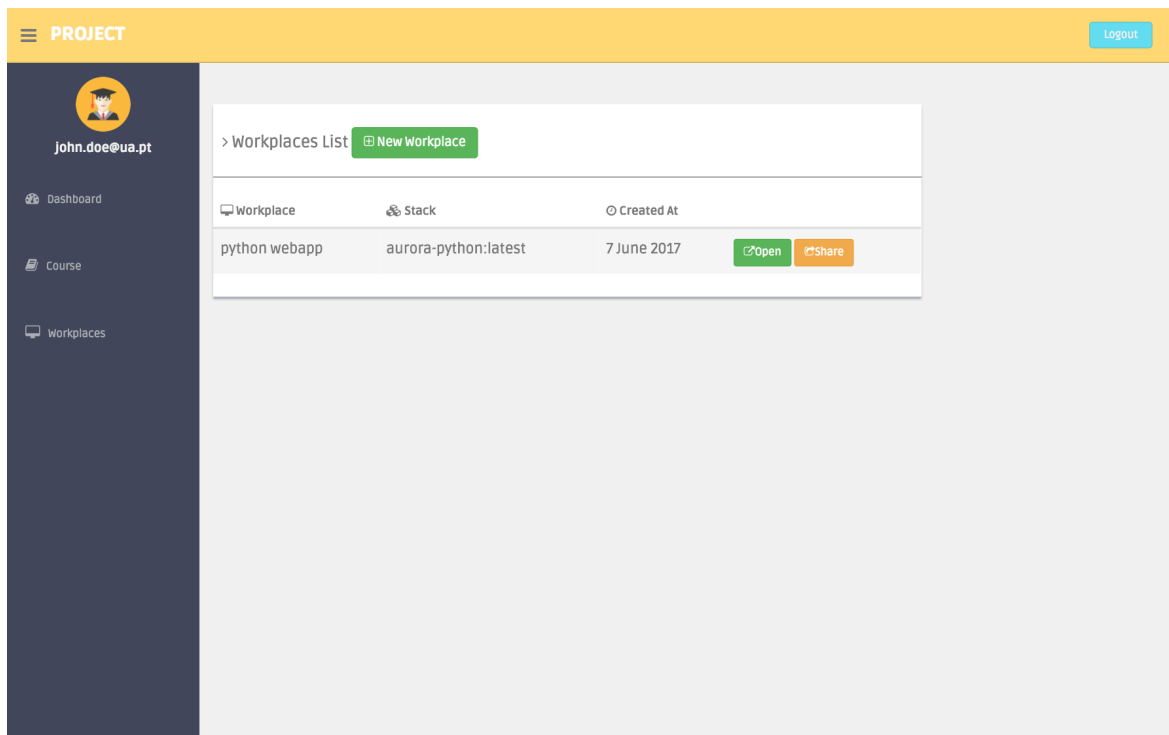 PROJECT
Logout
john.doe@ua.pt
Dashboard
Course
Workplaces
Workplaces List New Workplace
Workplace Stack Created At
python webapp aurora-python:latest 7 June 2017 Open Share